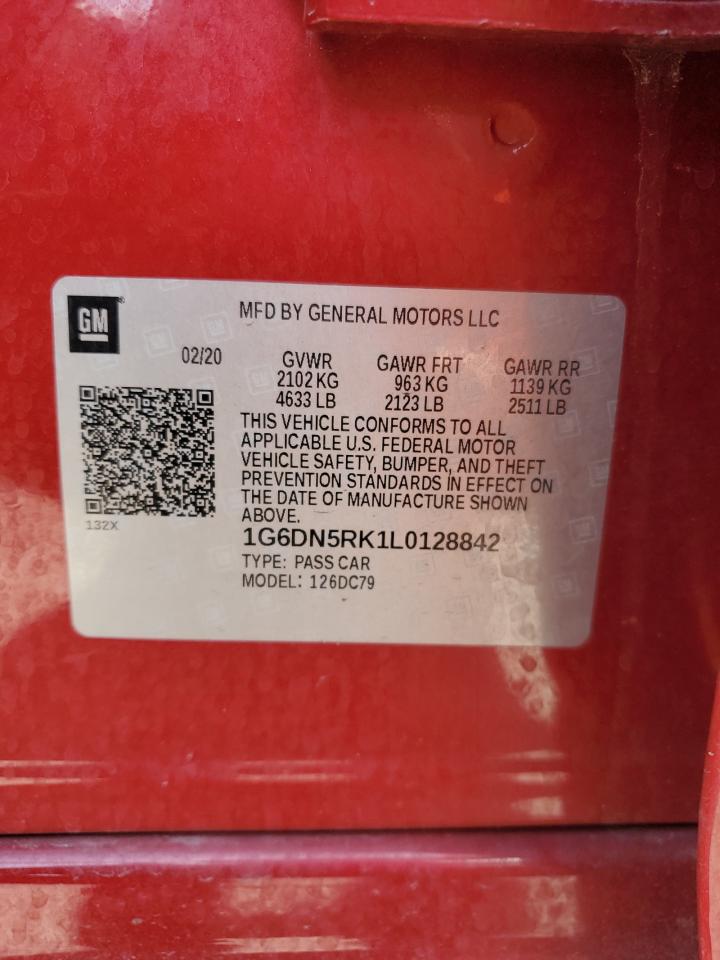 GM
MFD BY GENERAL MOTORS LLC
02/20
GVWR GAWR FRT GAWR RR
2102 KG 963 KG 1139 KG
4633 LB 2123 LB 2511 LB
THIS VEHICLE CONFORMS TO ALL
APPLICABLE U.S. FEDERAL MOTOR
VEHICLE SAFETY, BUMPER, AND THEFT
PREVENTION STANDARDS IN EFFECT ON
THE DATE OF MANUFACTURE SHOWN
ABOVE.
132X
1G6DN5RK1L0128842
TYPE: PASS CAR
MODEL: 126DC79